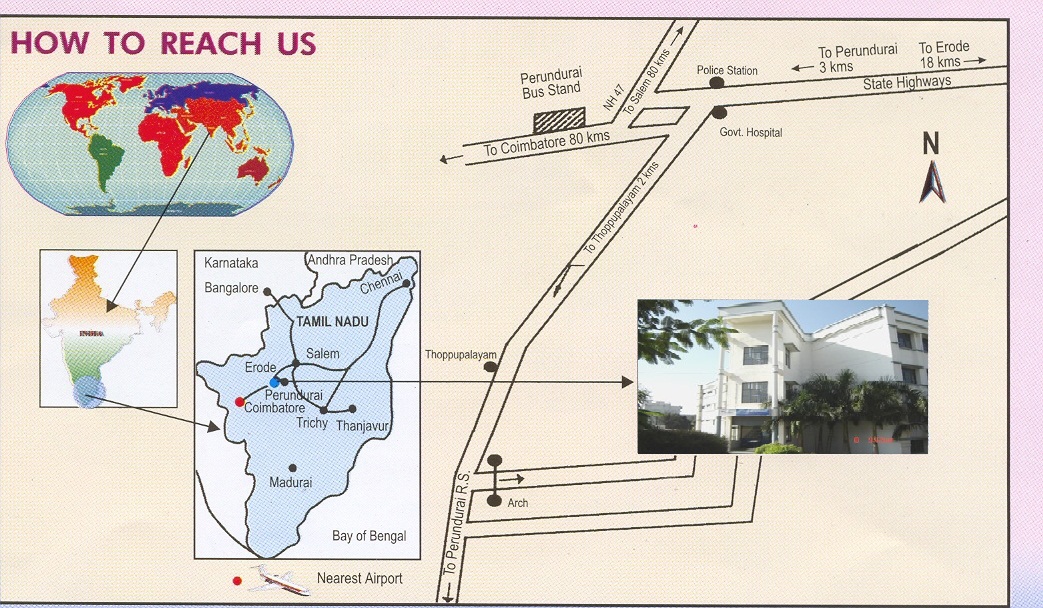 HOW TO REACH US
Perundurai
Bus Stand
NH 47
To Salem 80 kms
Police Station
To Perundurai
3 kms
To Erode
18 kms
State Highways
Govt. Hospital
To Coimbatore 80 kms
N
To Thoppupalayam 2 kms
INDIA
Karnataka
Andhra Pradesh
Bangalore
Chennai
TAMIL NADU
Salem
Erode
Perundurai
Coimbatore
Trichy
Thanjavur
Madurai
Bay of Bengal
Nearest Airport
Thoppupalayam
Arch
To Perundurai R.S.